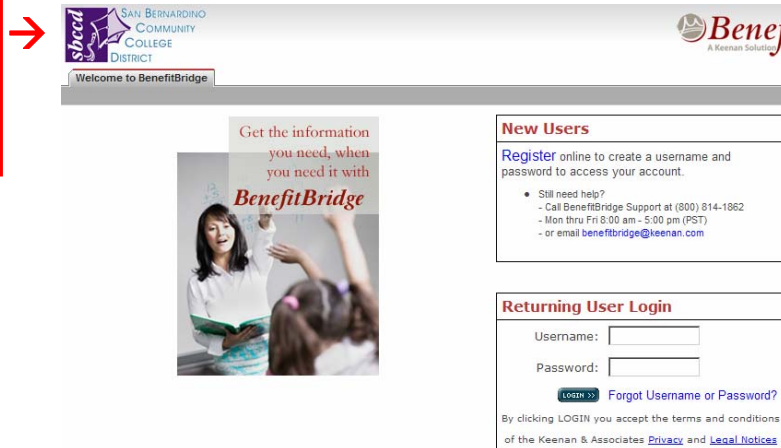 sbccd
SAN BERNARDINO
COMMUNITY
COLLEGE
DISTRICT
Benef
A Keenan Solution
Welcome to BenefitBridge
Get the information
you need, when
you need it with
BenefitBridge
New Users
Register online to create a username and
password to access your account.
• Still need help?
- Call BenefitBridge Support at (800) 814-1862
- Mon thru Fri 8:00 am - 5:00 pm (PST)
- or email benefitbridge@keenan.com
Returning User Login
Username:
Password:
LOGIN >> Forgot Username or Password?
By clicking LOGIN you accept the terms and conditions
of the Keenan & Associates Privacy and Legal Notices